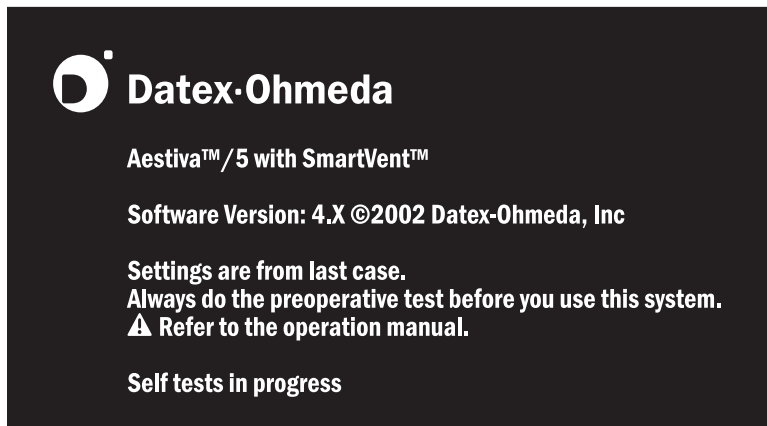 Datex·Ohmeda
Aestiva™/5 with SmartVent™
Software Version: 4.X ©2002 Datex-Ohmeda, Inc
Settings are from last case.
Always do the preoperative test before you use this system.
⚠ Refer to the operation manual.
Self tests in progress